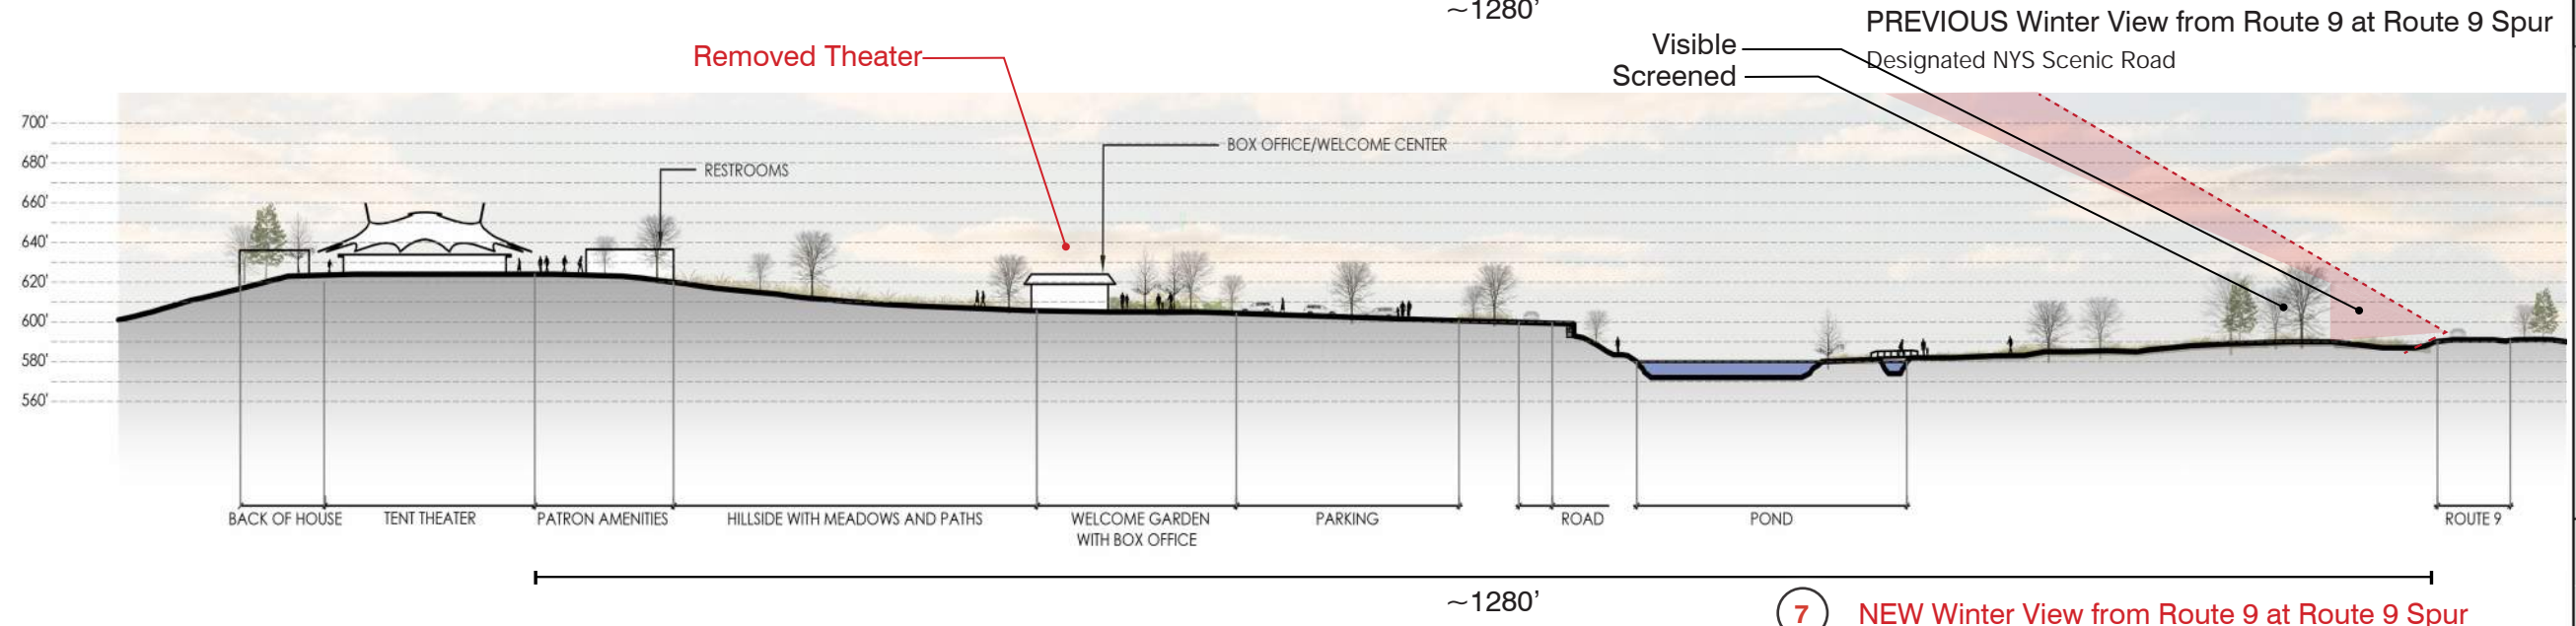 ~1280’
PREVIOUS Winter View from Route 9 at Route 9 Spur
Designated NYS Scenic Road
Visible
Screened
Removed Theater
BOX OFFICE/WELCOME CENTER
RESTROOMS
700'
680'
660'
640'
620'
600'
580'
560'
BACK OF HOUSE
TENT THEATER
PATRON AMENITIES
HILLSIDE WITH MEADOWS AND PATHS
WELCOME GARDEN
WITH BOX OFFICE
PARKING
ROAD
POND
ROUTE 9
~1280’
7
NEW Winter View from Route 9 at Route 9 Spur